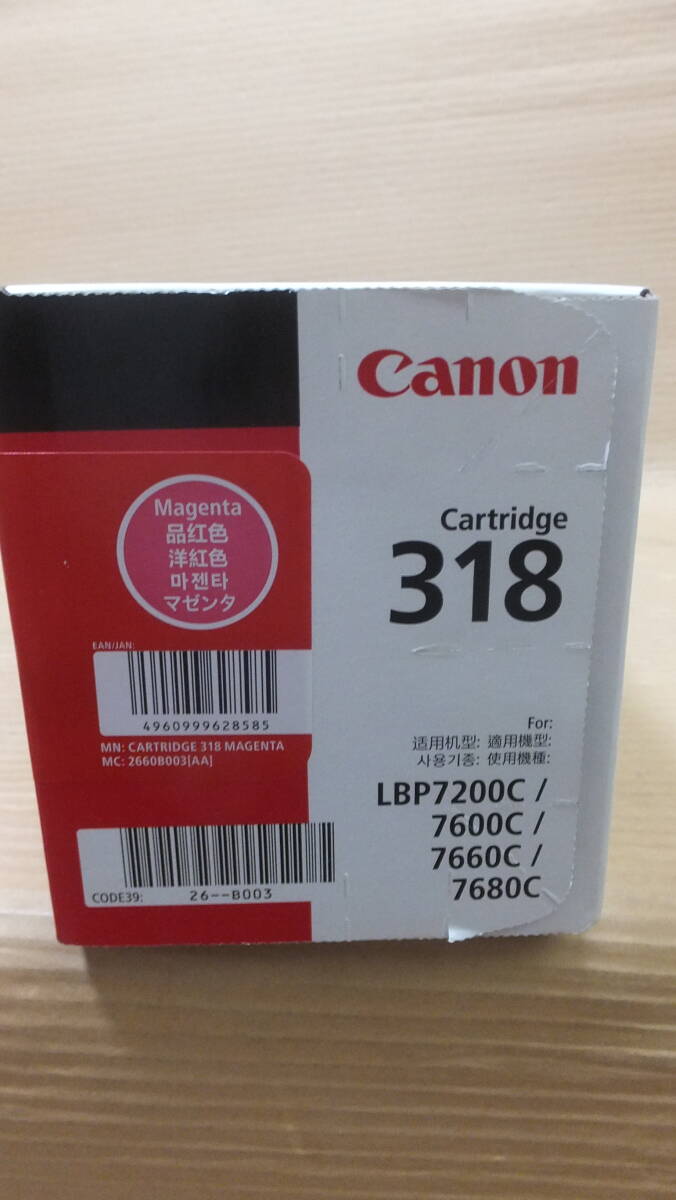 Canon
Cartridge
318
Magenta
品红色
洋紅色
마젠타
マゼンタ
EAN/JAN:
4960999628585
MN: CARTRIDGE 318 MAGENTA
MC: 2660B003[AA]
CODE39:
26--B003
For:
适用机型: 適用機型:
사용기종: 使用機種:
LBP7200C /
7600C /
7660C /
7680C